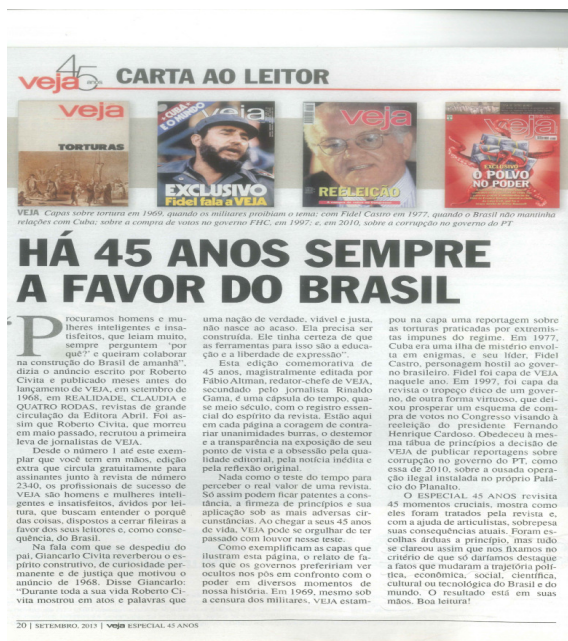 veja 45 anos CARTA AO LEITOR
veja
TORTURAS
CUBA E O MUNDO
veja
EXCLUSIVO
Fidel fala a VEJA
veja
REELEIÇÃO
veja
EXCLUSIVO
O POLVO
NO PODER
VEJA Capas sobre tortura em 1969, quando os militares proibiam o tema; com Fidel Castro em 1977, quando o Brasil não mantinha
relações com Cuba; sobre a compra de votos no governo FHC, em 1997; e, em 2010, sobre a corrupção no governo do PT
HÁ 45 ANOS SEMPRE
A FAVOR DO BRASIL
“Procuramos homens e mu-
lheres inteligentes e insa-
tisfeitos, que leiam muito,
sempre perguntem ‘por
quê?’ e queiram colaborar
na construção do Brasil de amanhã”,
dizia o anúncio escrito por Roberto
Civita e publicado meses antes do
lançamento de VEJA, em setembro de
1968, em REALIDADE, CLAUDIA e
QUATRO RODAS, revistas de grande
circulação da Editora Abril. Foi as-
sim que Roberto Civita, que morreu
em maio passado, recrutou a primeira
leva de jornalistas de VEJA.
Desde o número 1 até este exem-
plar que você tem em mãos, edição
extra que circula gratuitamente para
assinantes junto à revista de número
2340, os profissionais de sucesso de
VEJA são homens e mulheres inteli-
gentes e insatisfeitos, ávidos por lei-
tura, que buscam entender o porquê
das coisas, dispostos a cerrar fileiras a
favor dos seus leitores e, como conse-
quência, do Brasil.
Na fala com que se despediu do
pai, Giancarlo Civita reverberou o es-
pírito construtivo, de curiosidade per-
manente e de justiça que motivou o
anúncio de 1968. Disse Giancarlo:
“Durante toda a sua vida Roberto Ci-
vita mostrou em atos e palavras que
uma nação de verdade, viável e justa,
não nasce ao acaso. Ela precisa ser
construída. Ele tinha certeza de que
as ferramentas para isso são a educa-
ção e a liberdade de expressão”.
Esta edição comemorativa de
45 anos, magistralmente editada por
Fábio Altman, redator-chefe de VEJA,
secundado pelo jornalista Rinaldo
Gama, é uma cápsula do tempo, qua-
se meio século, com o registro essen-
cial do espírito da revista. Estão aqui
em cada página a coragem de contra-
riar unanimidades burras, o destemor
e a transparência na exposição de seu
ponto de vista e a obsessão pela qua-
lidade editorial, pela notícia inédita e
pela reflexão original.
Nada como o teste do tempo para
perceber o real valor de uma revista.
Só assim podem ficar patentes a cons-
tância, a firmeza de princípios e sua
aplicação sob as mais adversas cir-
cunstâncias. Ao chegar a seus 45 anos
de vida, VEJA pode se orgulhar de ter
passado com louvor nesse teste.
Como exemplificam as capas que
ilustram esta página, o relato de fa-
tos que os governos prefeririam ver
ocultos nos pôs em confronto com o
poder em diversos momentos de
nossa história. Em 1969, mesmo sob
a censura dos militares, VEJA estam-
pou na capa uma reportagem sobre
as torturas praticadas por extremis-
tas impunes do regime. Em 1977,
Cuba era uma ilha de mistério envol-
ta em enigmas, e seu líder, Fidel
Castro, personagem hostil ao gover-
no brasileiro. Fidel foi capa de VEJA
naquele ano. Em 1997, foi capa da
revista o tropeço ético de um gover-
no, de outra forma virtuoso, que dei-
xou prosperar um esquema de com-
pra de votos no Congresso visando à
reeleição do presidente Fernando
Henrique Cardoso. Obedeceu à mes-
ma tábua de princípios a decisão de
VEJA de publicar reportagens sobre
corrupção no governo do PT, como
essa de 2010, sobre a ousada opera-
ção ilegal instalada no próprio Palá-
cio do Planalto.
O ESPECIAL 45 ANOS revisita
45 momentos cruciais, mostra como
eles foram tratados pela revista e,
com a ajuda de articulistas, sobrepesa
suas consequências atuais. Foram es-
colhas árduas a princípio, mas tudo
se clareou assim que nos fixamos no
critério de que só daríamos destaque
a fatos que mudaram a trajetória polí-
tica, econômica, social, científica,
cultural ou tecnológica do Brasil e do
mundo. O resultado está em suas
mãos. Boa leitura!
20 | SETEMBRO, 2013 | veja ESPECIAL 45 ANOS